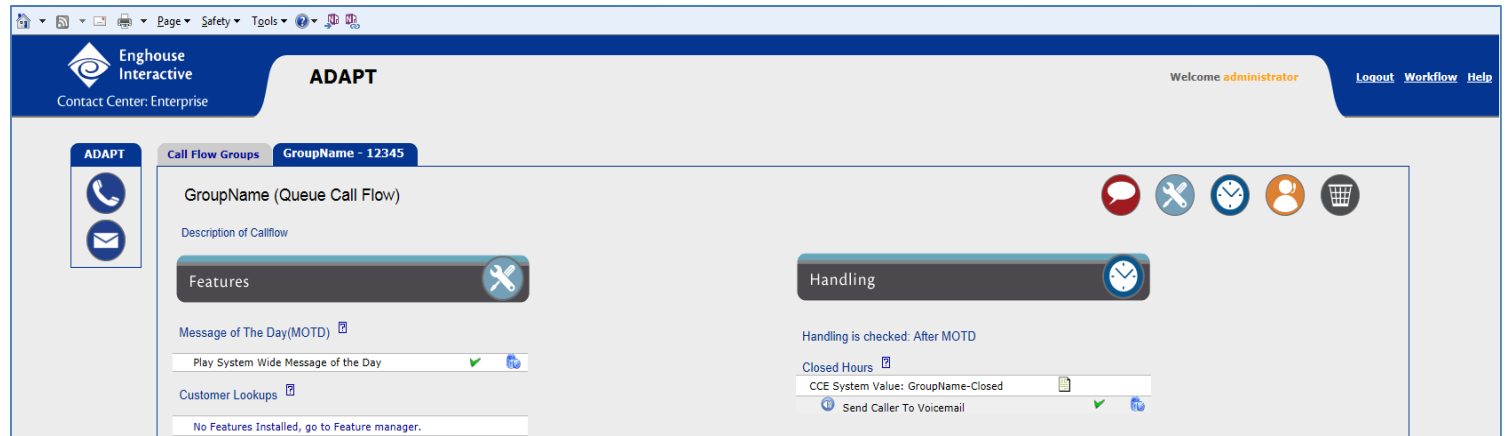 Page Safety Tools
Enghouse
Interactive
Contact Center: Enterprise
ADAPT
Welcome administrator
Logout Workflow Help
ADAPT
Call Flow Groups GroupName - 12345
GroupName (Queue Call Flow)
Description of Callflow
Features
Handling
Message of The Day(MOTD) ?
Handling is checked: After MOTD
Play System Wide Message of the Day
Closed Hours ?
CCE System Value: GroupName-Closed
Customer Lookups ?
Send Caller To Voicemail
No Features Installed, go to Feature manager.